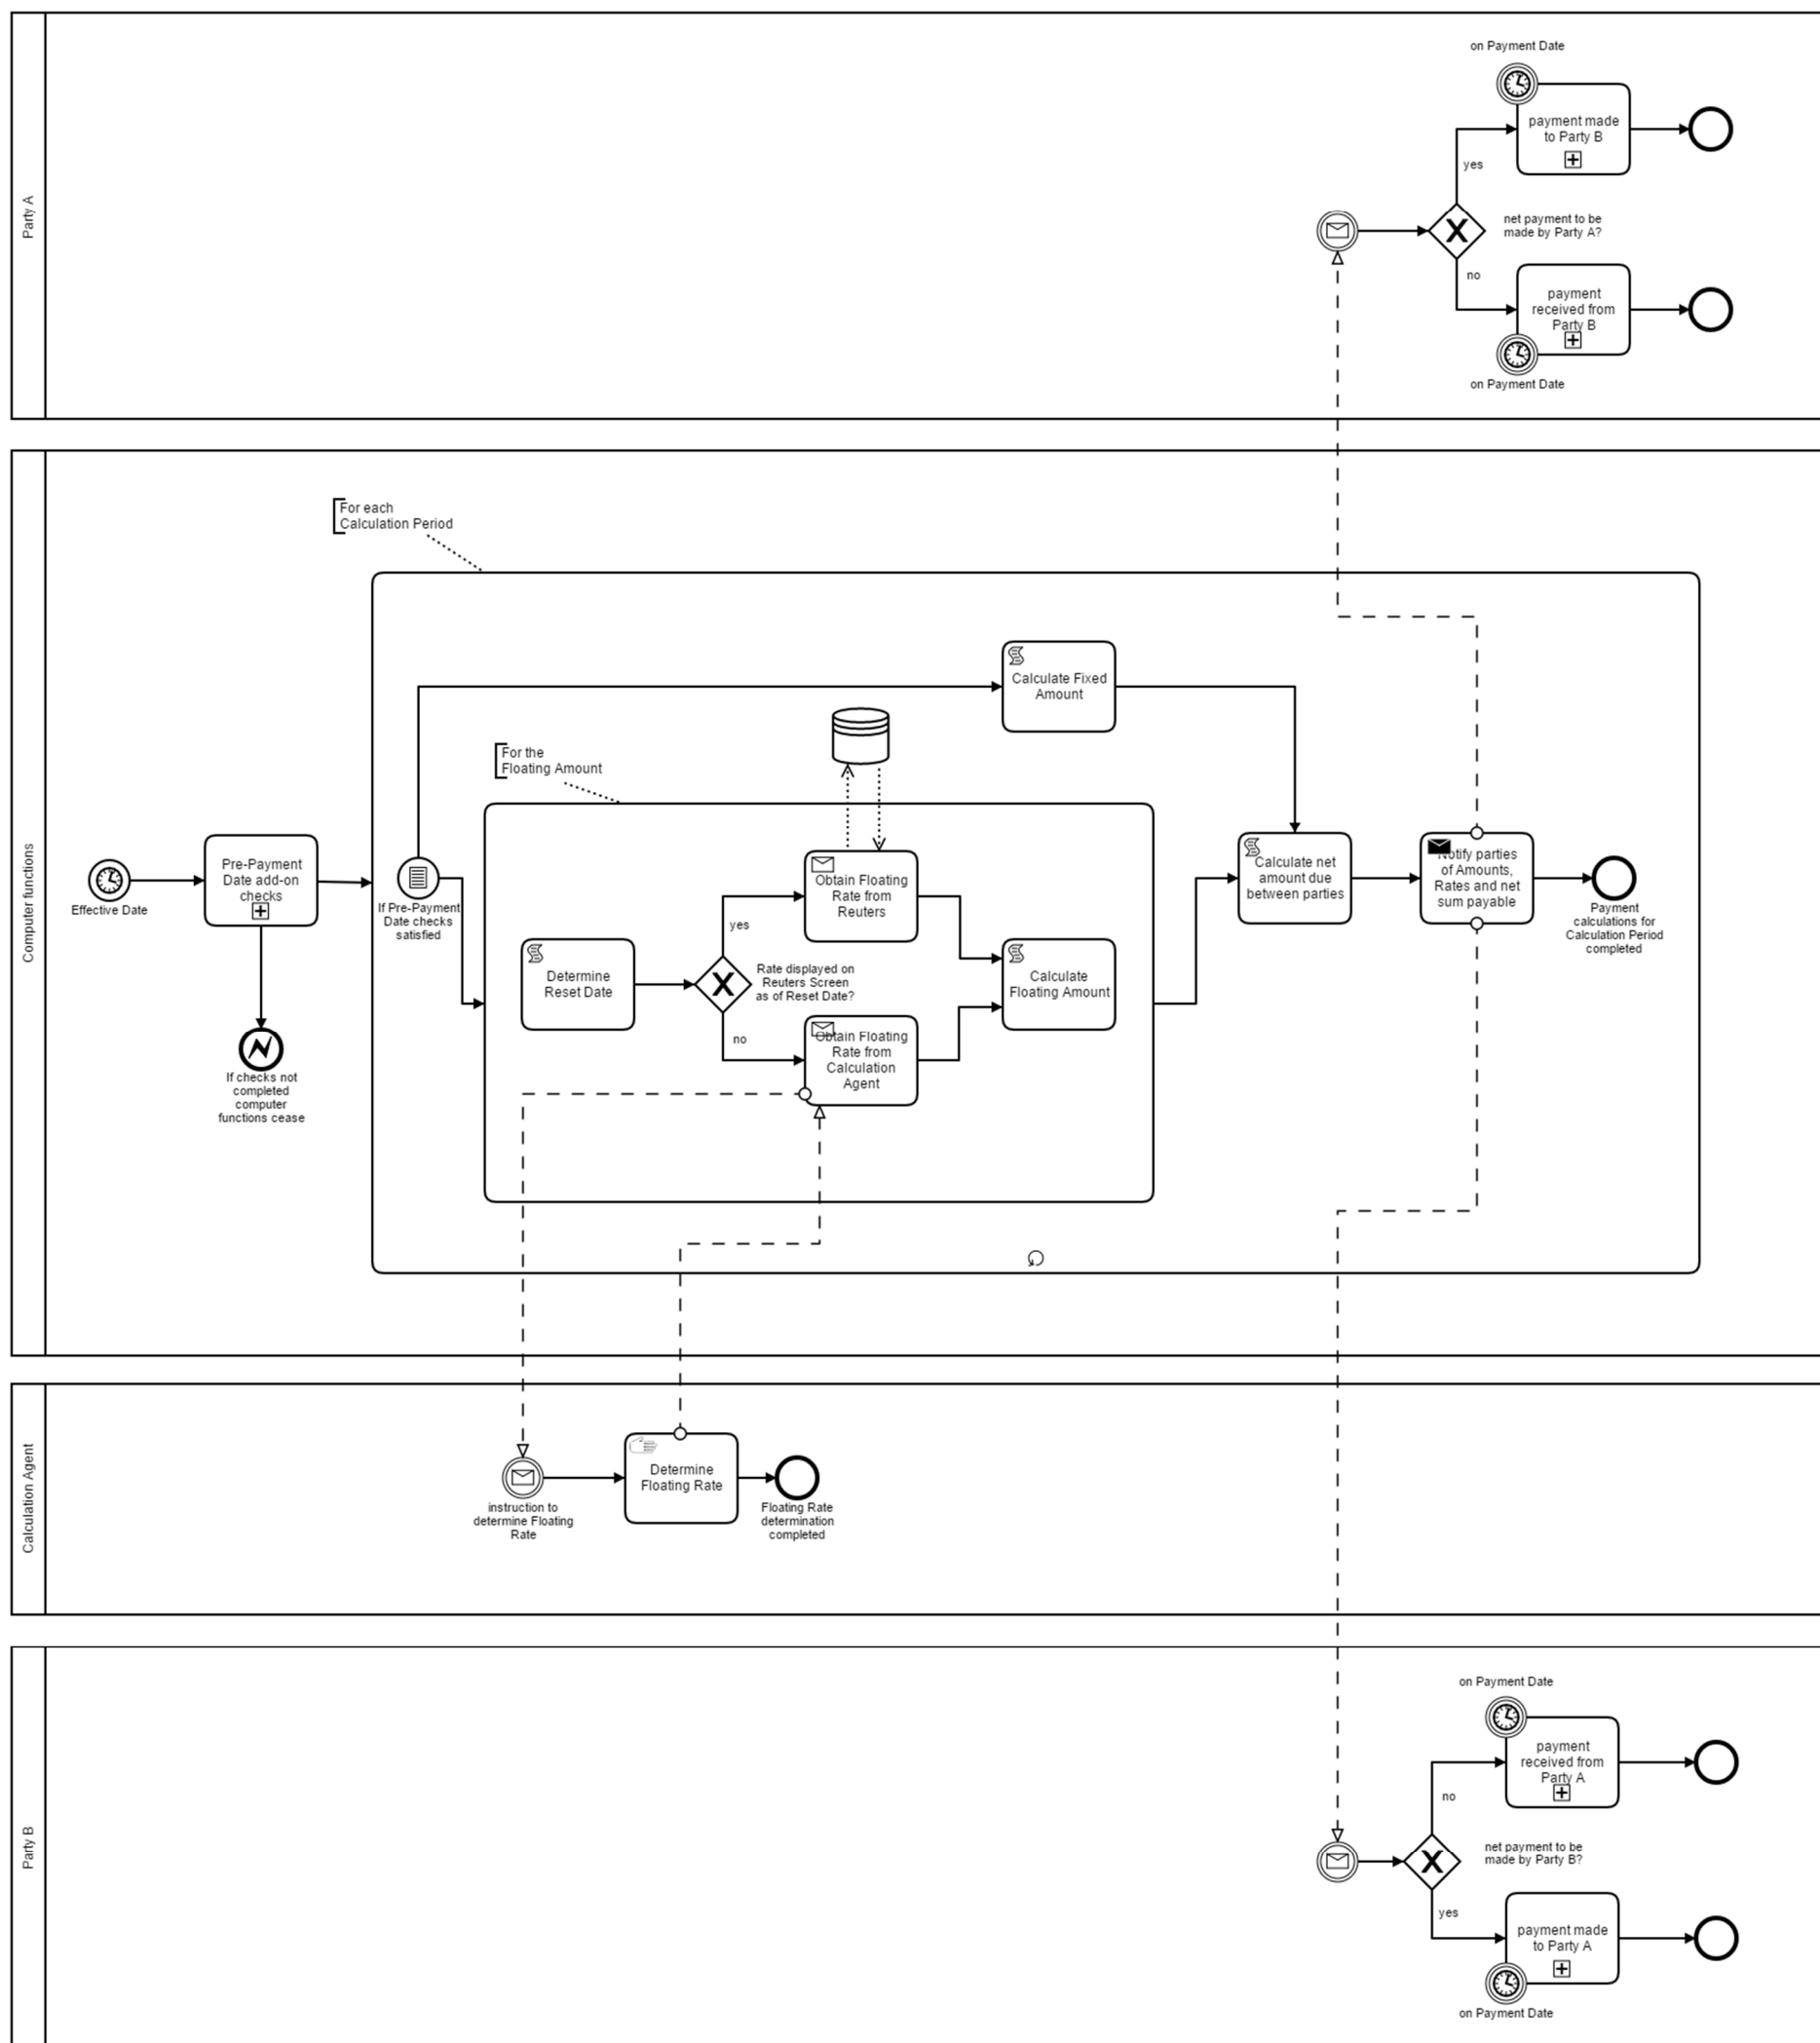 Party A
on Payment Date
payment made
to Party B
yes
net payment to be
made by Party A?
no
payment
received from
Party B
on Payment Date
Computer functions
For each
Calculation Period
Calculate Fixed
Amount
For the
Floating Amount
Effective Date
Pre-Payment
Date add-on
checks
If checks not
completed
computer
functions cease
If Pre-Payment
Date checks
satisfied
Determine
Reset Date
yes
Rate displayed on
Reuters Screen
as of Reset Date?
no
Obtain Floating
Rate from
Reuters
Obtain Floating
Rate from
Calculation
Agent
Calculate
Floating Amount
Calculate net
amount due
between parties
Notify parties
of Amounts,
Rates and net
sum payable
Payment
calculations for
Calculation Period
completed
Calculation Agent
instruction to
determine Floating
Rate
Determine
Floating Rate
Floating Rate
determination
completed
Party B
on Payment Date
payment
received from
Party A
no
net payment to be
made by Party B?
yes
payment made
to Party A
on Payment Date